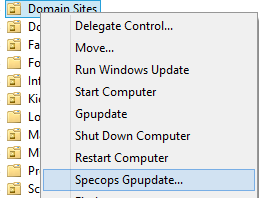 Domain Sites
Delegate Control...
Move...
Run Windows Update
Start Computer
Gpupdate
Shut Down Computer
Restart Computer
Specops Gpupdate...